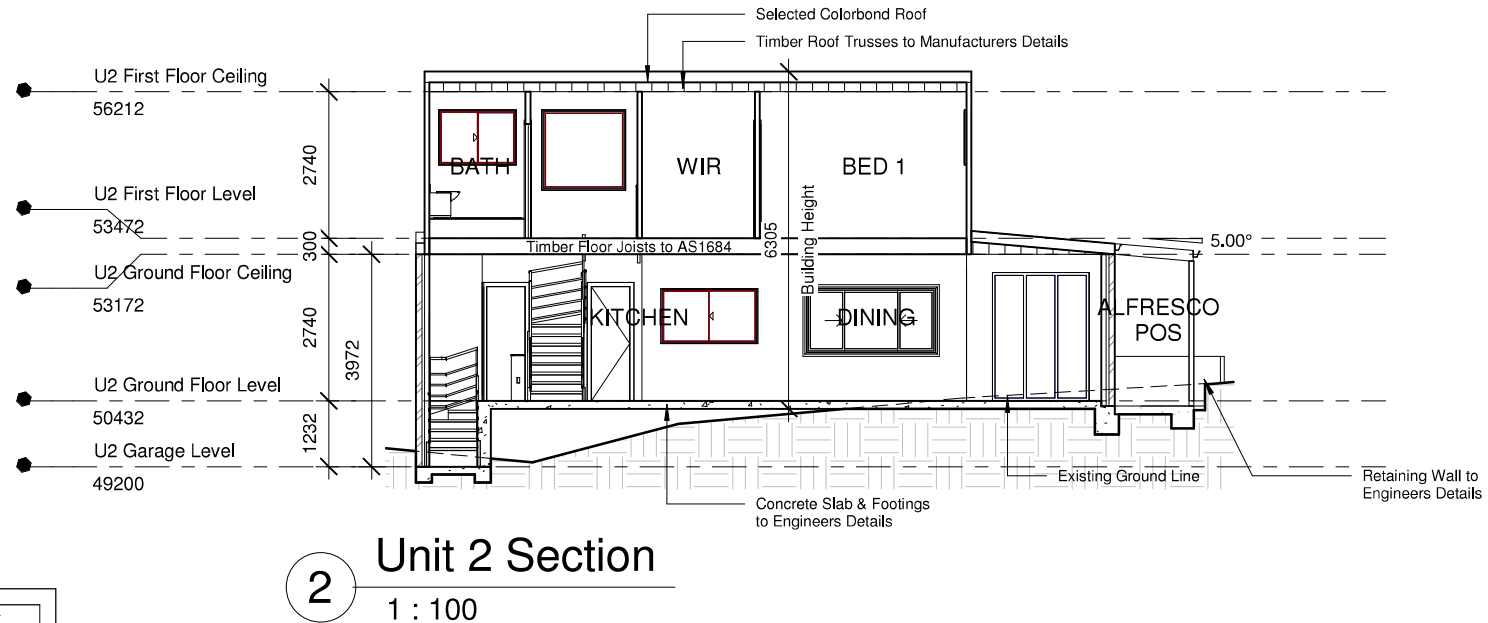 Selected Colorbond Roof
Timber Roof Trusses to Manufacturers Details
U2 First Floor Ceiling
56212
2740
BATH
WIR
BED 1
U2 First Floor Level
53472
300
Timber Floor Joists to AS1684
6305
Building Height
5.00°
U2 Ground Floor Ceiling
53172
2740
3972
KITCHEN
DINING
ALFRESCO
POS
U2 Ground Floor Level
50432
1232
U2 Garage Level
49200
Existing Ground Line
Retaining Wall to
Engineers Details
Concrete Slab & Footings
to Engineers Details
2
Unit 2 Section
1 : 100